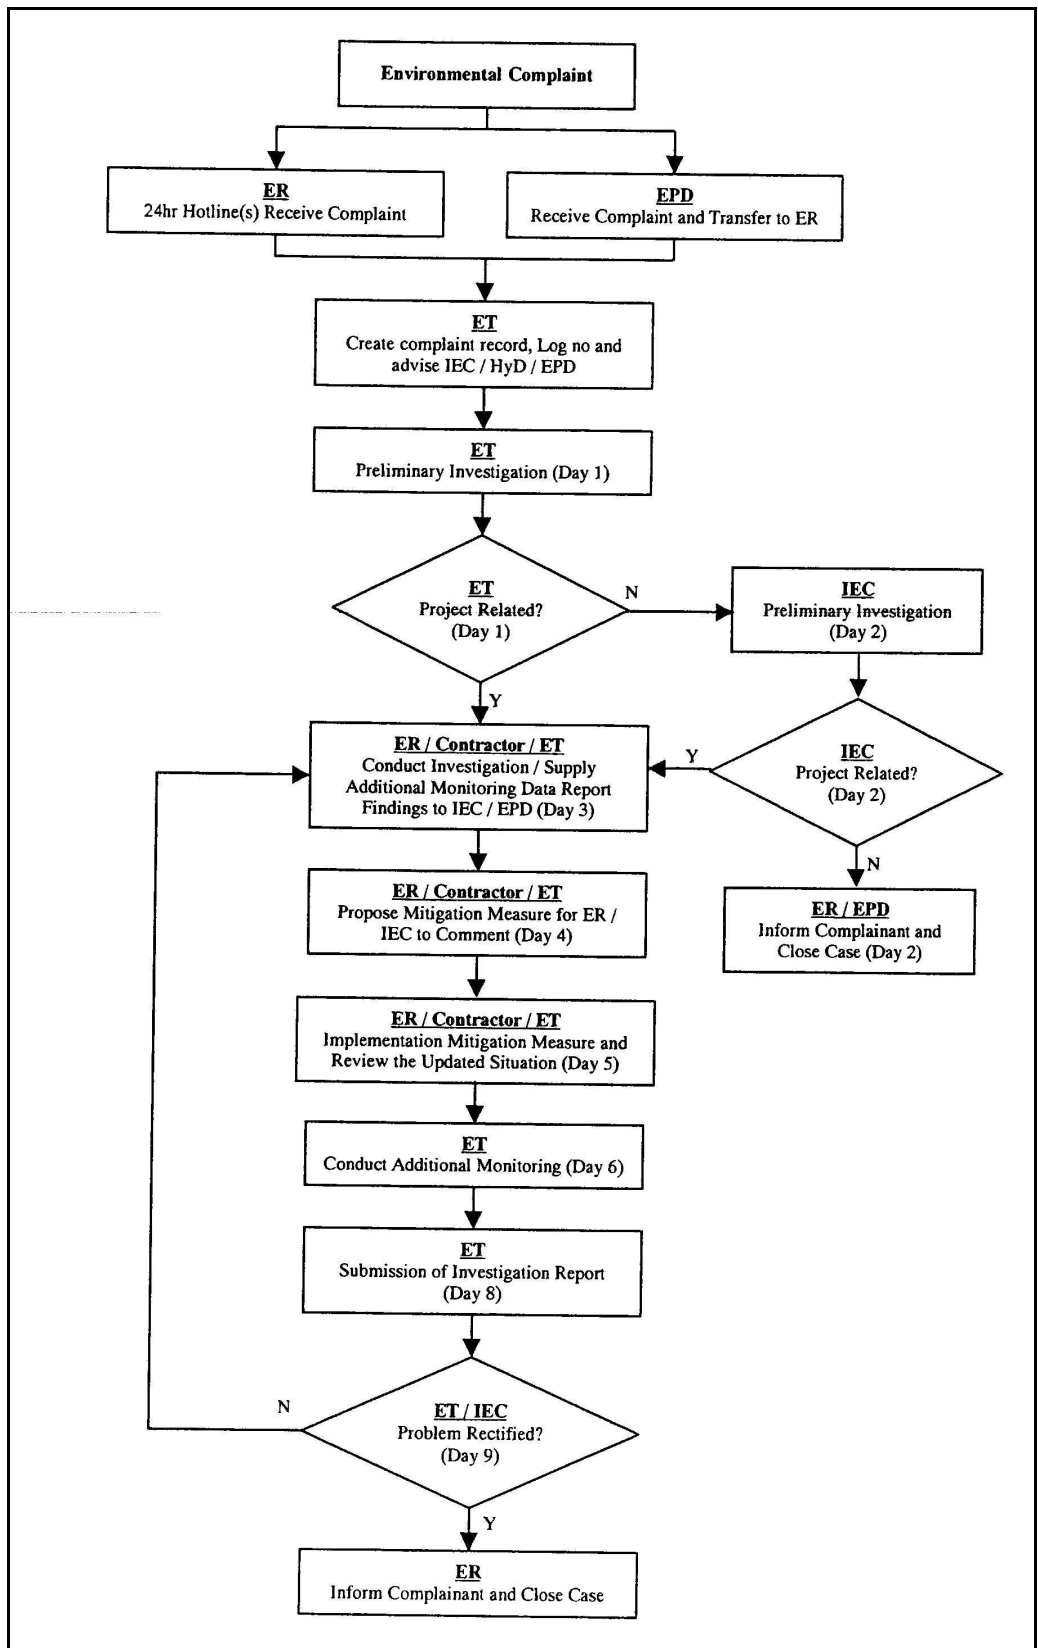 Environmental Complaint
ER
24hr Hotline(s) Receive Complaint
EPD
Receive Complaint and Transfer to ER
ET
Create complaint record, Log no and
advise IEC / HyD / EPD
ET
Preliminary Investigation (Day 1)
ET
Project Related?
(Day 1)
N
IEC
Preliminary Investigation
(Day 2)
Y
ER / Contractor / ET
Conduct Investigation / Supply
Additional Monitoring Data Report
Findings to IEC / EPD (Day 3)
Y
IEC
Project Related?
(Day 2)
N
ER / Contractor / ET
Propose Mitigation Measure for ER /
IEC to Comment (Day 4)
ER / EPD
Inform Complainant and
Close Case (Day 2)
ER / Contractor / ET
Implementation Mitigation Measure and
Review the Updated Situation (Day 5)
ET
Conduct Additional Monitoring (Day 6)
ET
Submission of Investigation Report
(Day 8)
N
ET / IEC
Problem Rectified?
(Day 9)
Y
ER
Inform Complainant and Close Case